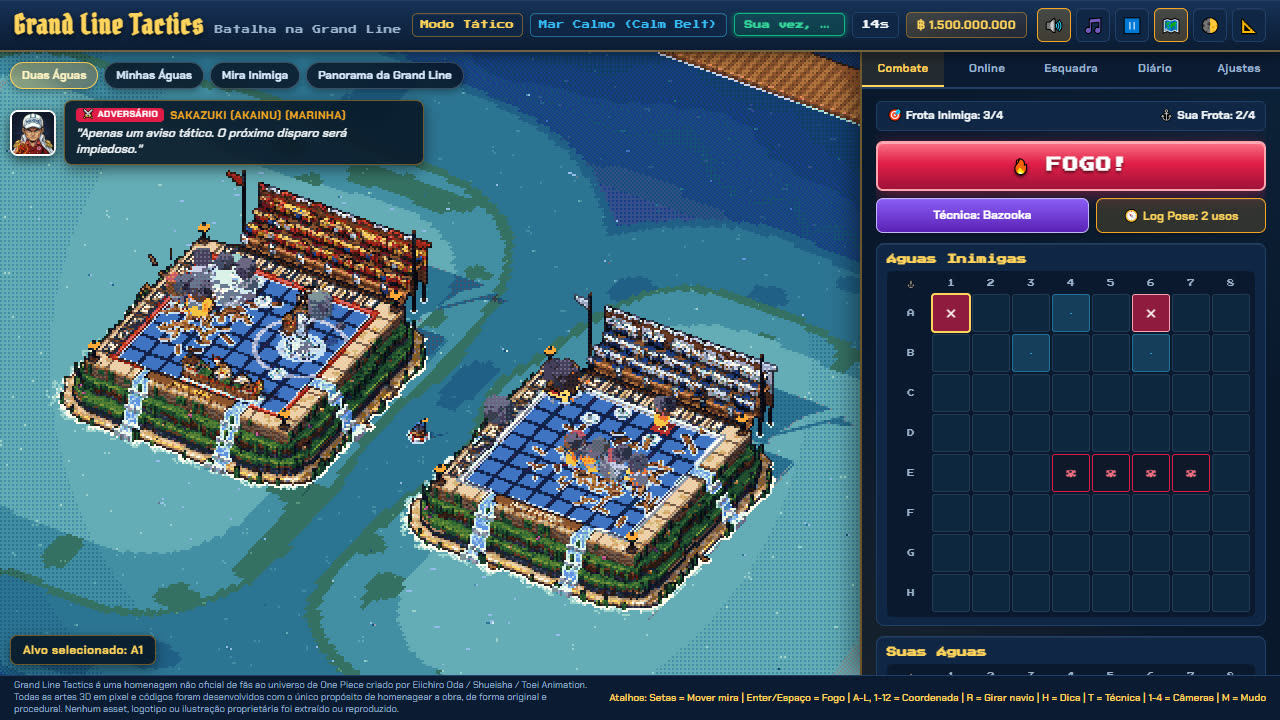 Grand Line Tactics Batalha na Grand Line Modo Tático Mar Calmo (Calm Belt) Sua vez, … 14s ฿ 1.500.000.000
Duas Águas Minhas Águas Mira Inimiga Panorama da Grand Line
ADVERSÁRIO SAKAZUKI (AKAINU) (MARINHA)
"Apenas um aviso tático. O próximo disparo será
impiedoso."
Alvo selecionado: A1
Combate Online Esquadra Diário Ajustes
Frota Inimiga: 3/4 Sua Frota: 2/4
FOGO!
Técnica: Bazooka Log Pose: 2 usos
Águas Inimigas
1 2 3 4 5 6 7 8
A × ×
B
C
D
E
F
G
H
Suas Águas
Grand Line Tactics é uma homenagem não oficial de fãs ao universo de One Piece criado por Eiichiro Oda / Shueisha / Toei Animation.
Todas as artes 3D em pixel e códigos foram desenvolvidos com o único propósito de homenagear a obra, de forma original e
procedural. Nenhum asset, logotipo ou ilustração proprietária foi extraído ou reproduzido.
Atalhos: Setas = Mover mira | Enter/Espaço = Fogo | A-L, 1-12 = Coordenada | R = Girar navio | H = Dica | T = Técnica | 1-4 = Câmeras | M = Mudo